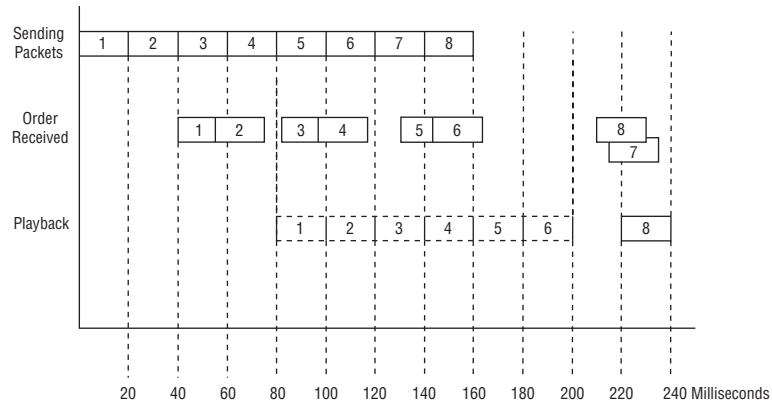 Sending
Packets
1 2 3 4 5 6 7 8
Order
Received
1 2 3 4 5 6 8
7
Playback
1 2 3 4 5 6 8
20 40 60 80 100 120 140 160 180 200 220 240 Milliseconds